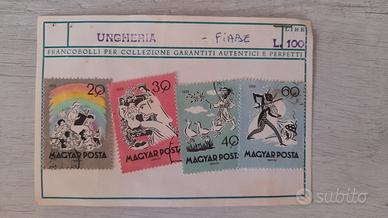 LIRE
UNGHERIA - FIABE L. 100
FRANCOBOLLI PER COLLEZIONE GARANTITI AUTENTICI E PERFETTI
20
30
40
60
MAGYAR POSTA
MAGYAR POSTA
MAGYAR POSTA
MAGYAR POSTA
subito